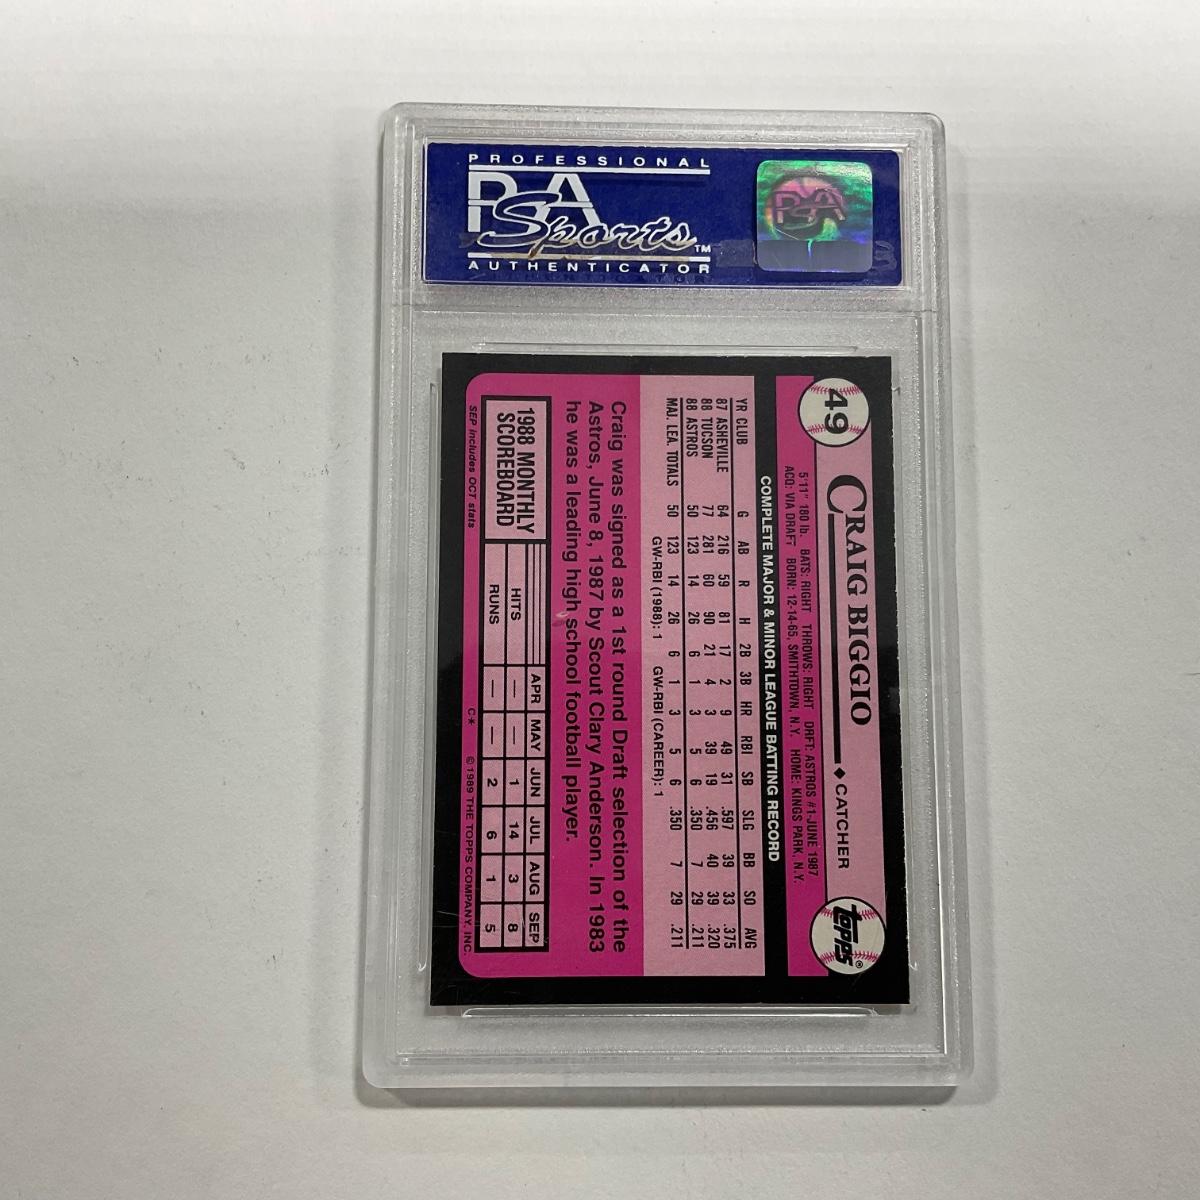 PROFESSIONAL
PSA
Sports™
AUTHENTICATOR
PSA
49
CRAIG BIGGIO
♦ CATCHER
topps®
5'11" 180 lb. BATS: RIGHT THROWS: RIGHT DRFT: ASTROS #1-JUNE 1987
ACQ: VIA DRAFT BORN: 12-14-65, SMITHTOWN, N.Y. HOME: KINGS PARK, N.Y.
COMPLETE MAJOR & MINOR LEAGUE BATTING RECORD
YR CLUB G AB R H 2B 3B HR RBI SB SLG BB SO AVG
87 ASHEVILLE 64 216 59 81 17 2 9 49 31 .597 39 33 .375
88 TUCSON 77 281 60 90 21 4 3 39 19 .456 40 39 .320
88 ASTROS 50 123 14 26 6 1 3 5 6 .350 7 29 .211
MAJ. LEA. TOTALS 50 123 14 26 6 1 3 5 6 .350 7 29 .211
GW-RBI (1988): 1 GW-RBI (CAREER): 1
Craig was signed as a 1st round Draft selection of the
Astros, June 8, 1987 by Scout Clary Anderson. In 1983
he was a leading high school football player.
1988 MONTHLY
SCOREBOARD
APR MAY JUN JUL AUG SEP
HITS — — 1 14 3 8
RUNS — — 2 6 1 5
SEP includes OCT stats
C* ©1989 THE TOPPS COMPANY, INC.